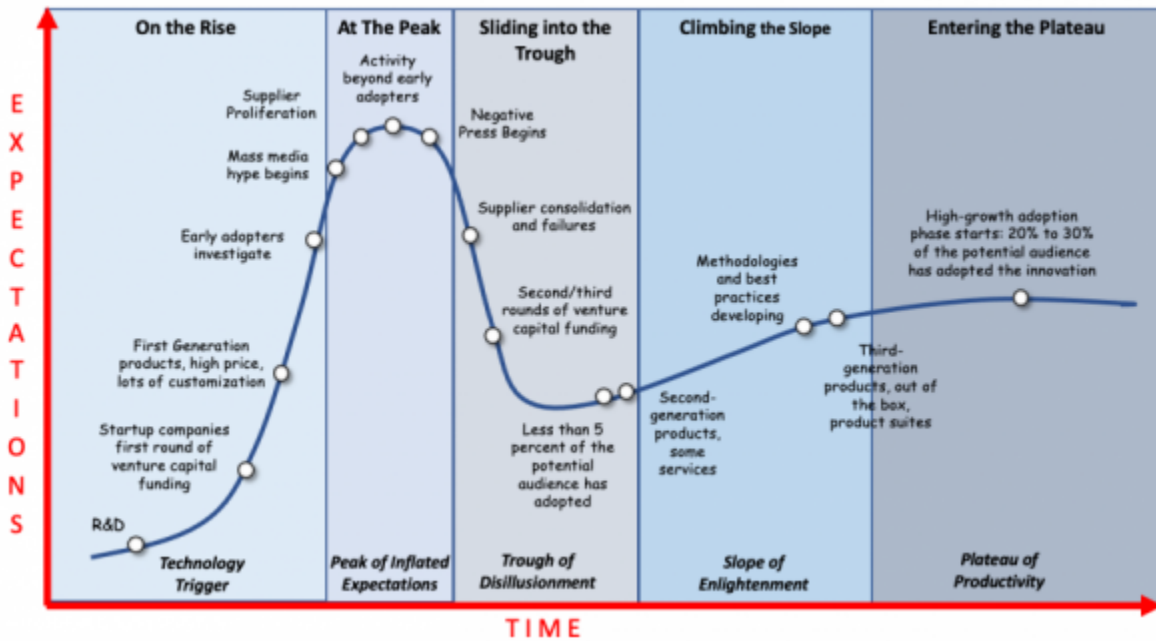 On the Rise
At The Peak
Sliding into the
Trough
Climbing the Slope
Entering the Plateau
EXPECTATIONS
Activity
beyond early
adopters
Supplier
Proliferation
Negative
Press Begins
Mass media
hype begins
Early adopters
investigate
Supplier consolidation
and failures
High-growth adoption
phase starts: 20% to 30%
of the potential audience
has adopted the innovation
Methodologies
and best
practices
developing
Second/third
rounds of venture
capital funding
First Generation
products, high price,
lots of customization
Third-
generation
products, out of
the box,
product suites
Startup companies
first round of
venture capital
funding
Less than 5
percent of the
potential
audience has
adopted
Second-
generation
products,
some
services
R&D
Technology
Trigger
Peak of Inflated
Expectations
Trough of
Disillusionment
Slope of
Enlightenment
Plateau of
Productivity
TIME